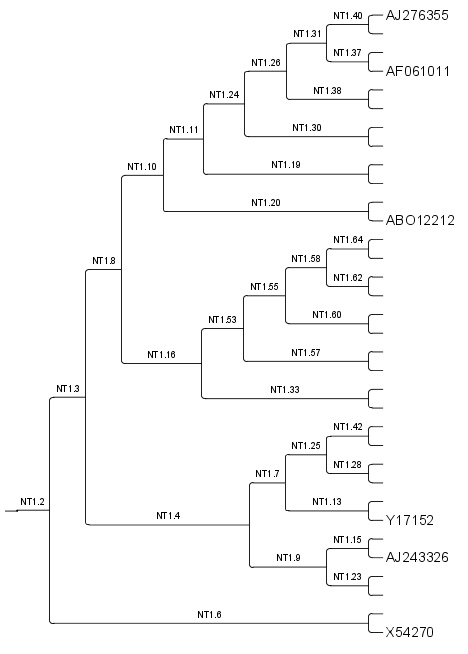 NT1.40 AJ276355
NT1.31
NT1.37
NT1.26 AF061011
NT1.38
NT1.24
NT1.11 NT1.30
NT1.10 NT1.19
NT1.20
ABO12212
NT1.64
NT1.8 NT1.58
NT1.62
NT1.55
NT1.53 NT1.60
NT1.16 NT1.57
NT1.3 NT1.33
NT1.42
NT1.25
NT1.28
NT1.7
NT1.2 NT1.13
NT1.4 Y17152
NT1.15
NT1.9 AJ243326
NT1.23
NT1.6
X54270